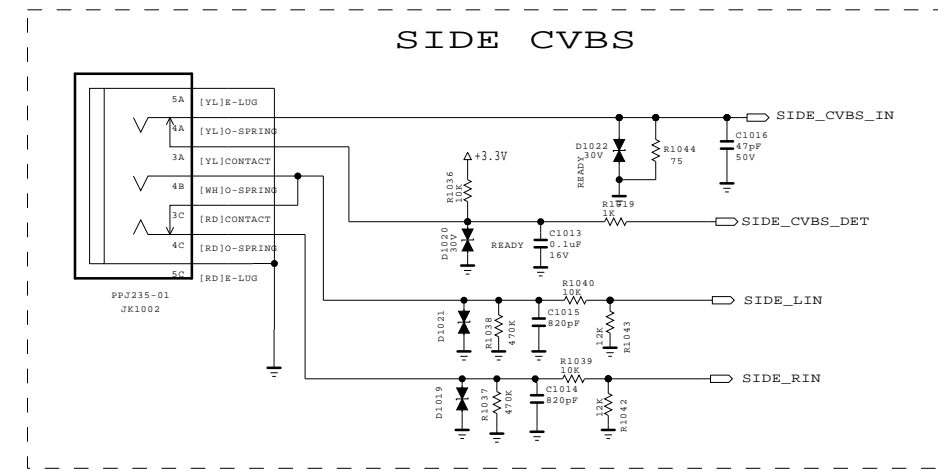 SIDE CVBS
5A [YL]E-LUG
4A [YL]O-SPRING
3A [YL]CONTACT
4B [WH]O-SPRING
3C [RD]CONTACT
4C [RD]O-SPRING
5C [RD]E-LUG
PPJ235-01
JK1002
SIDE_CVBS_IN
D1022
30V
READY
R1044
75
C1016
47pF
50V
+3.3V
R1036
10K
D1020
30V
READY
C1013
0.1uF
16V
R1019
1K
SIDE_CVBS_DET
D1021
R1038
470K
C1015
820pF
R1040
10K
12K
R1043
SIDE_LIN
D1019
R1037
470K
C1014
820pF
R1039
10K
12K
R1042
SIDE_RIN